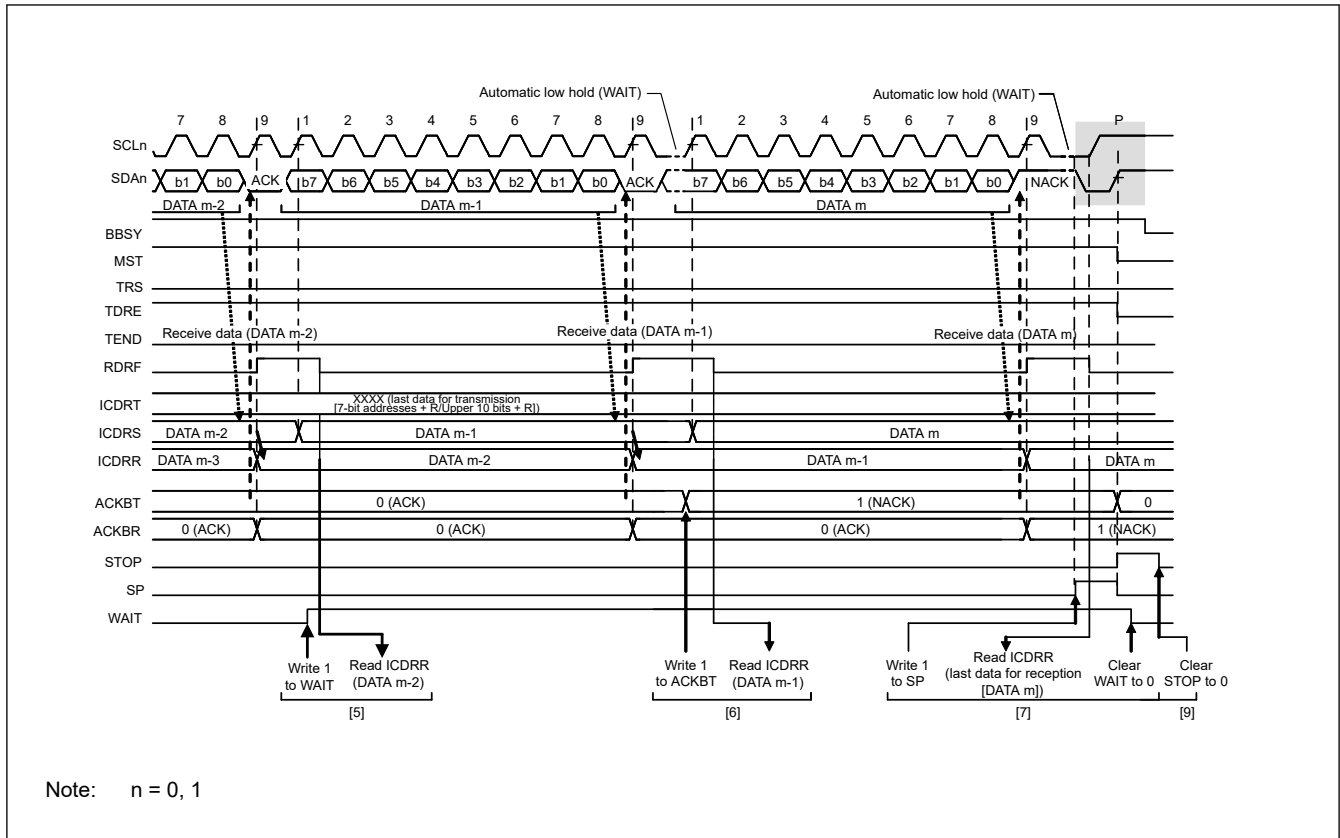 Automatic low hold (WAIT)
Automatic low hold (WAIT)
7 8 9 1 2 3 4 5 6 7 8 9 1 2 3 4 5 6 7 8 9 P
SCLn
SDAn b1 b0 ACK b7 b6 b5 b4 b3 b2 b1 b0 ACK b7 b6 b5 b4 b3 b2 b1 b0 NACK
DATA m-2 DATA m-1 DATA m
BBSY
MST
TRS
TDRE
TEND Receive data (DATA m-2) Receive data (DATA m-1) Receive data (DATA m)
RDRF
ICDRT XXXX (last data for transmission
[7-bit addresses + R/Upper 10 bits + R])
ICDRS DATA m-2 DATA m-1 DATA m
ICDRR DATA m-3 DATA m-2 DATA m-1 DATA m
ACKBT 0 (ACK) 1 (NACK) 0
ACKBR 0 (ACK) 0 (ACK) 0 (ACK) 1 (NACK)
STOP
SP
WAIT
Write 1
to WAIT
Read ICDRR
(DATA m-2)
[5]
Write 1
to ACKBT
Read ICDRR
(DATA m-1)
[6]
Write 1
to SP
Read ICDRR
(last data for reception
[DATA m])
Clear
WAIT to 0
[7]
Clear
STOP to 0
[9]
Note: n = 0, 1